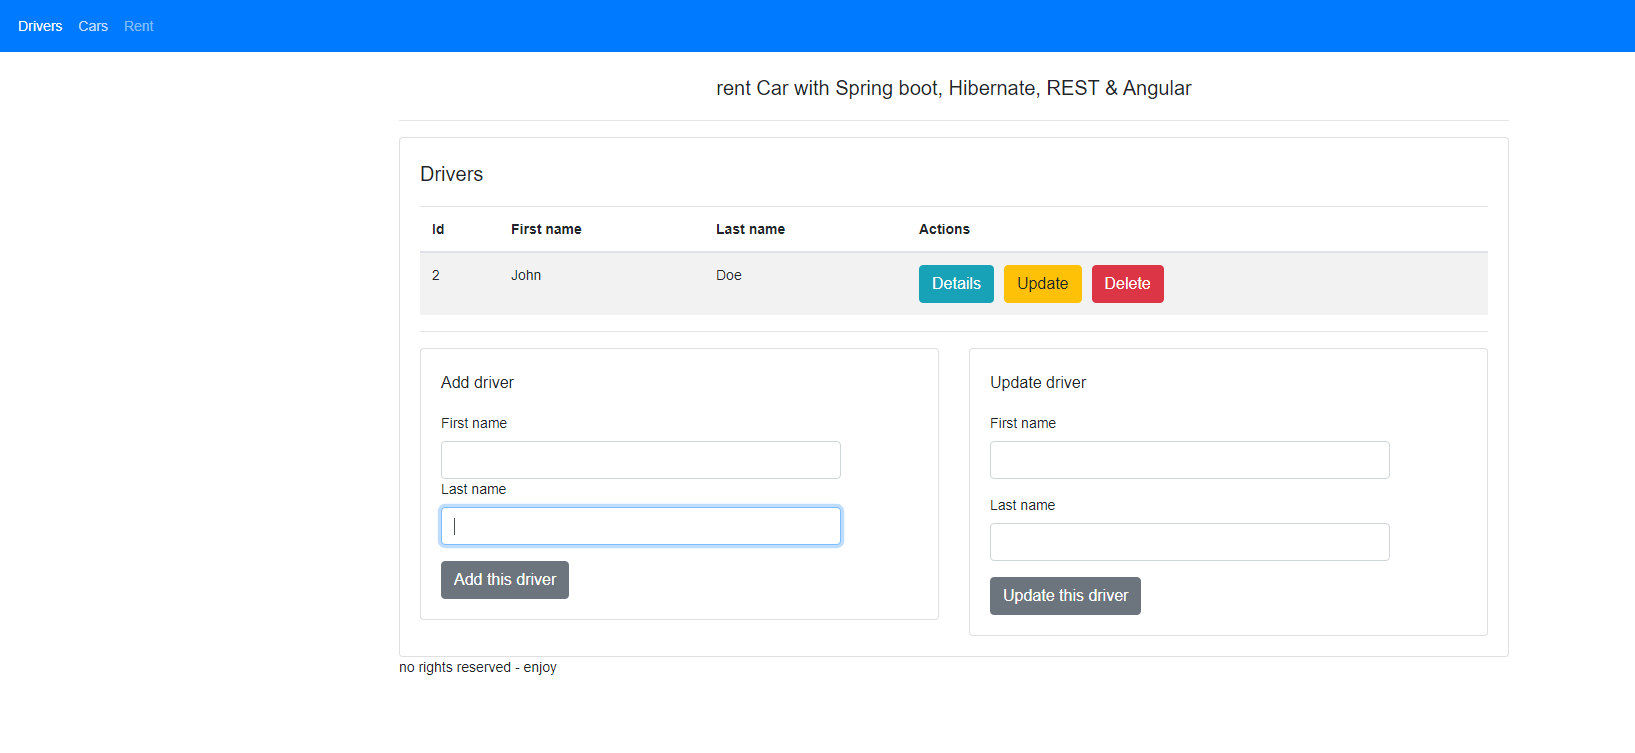 Drivers Cars Rent
rent Car with Spring boot, Hibernate, REST & Angular
Drivers
Id First name Last name Actions
2 John Doe Details Update Delete
Add driver
First name
Last name
Add this driver
Update driver
First name
Last name
Update this driver
no rights reserved - enjoy